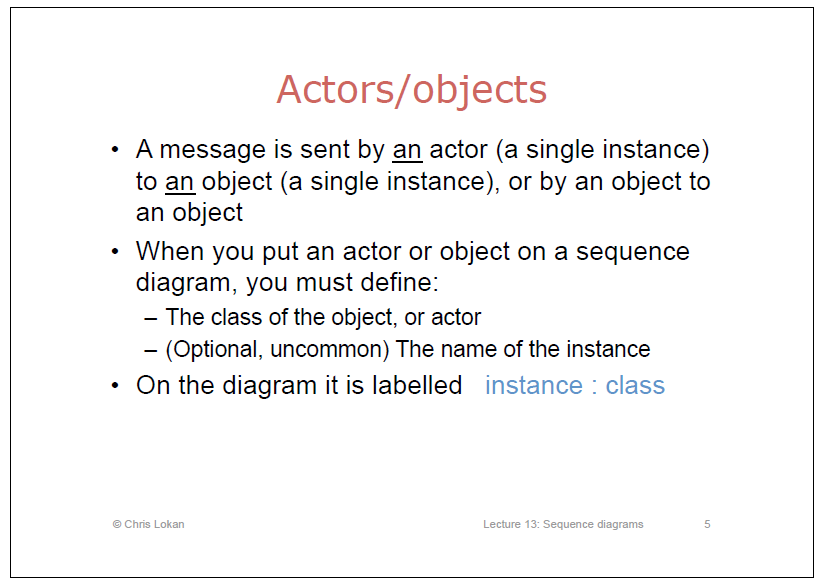 Actors/objects
• A message is sent by an actor (a single instance)
to an object (a single instance), or by an object to
an object
• When you put an actor or object on a sequence
diagram, you must define:
– The class of the object, or actor
– (Optional, uncommon) The name of the instance
• On the diagram it is labelled instance : class
© Chris Lokan Lecture 13: Sequence diagrams 5